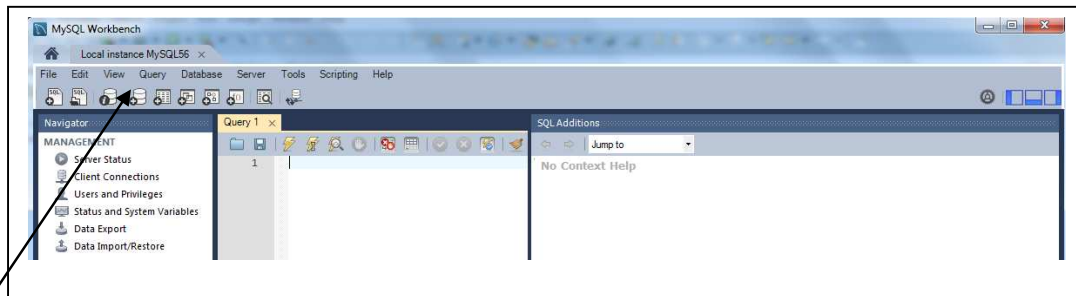 MySQL Workbench
Local instance MySQL56 ×
File Edit View Query Database Server Tools Scripting Help
SQL SQL
Navigator Query 1 × SQL Additions
MANAGEMENT Jump to
Server Status 1 No Context Help
Client Connections
Users and Privileges
Status and System Variables
Data Export
Data Import/Restore